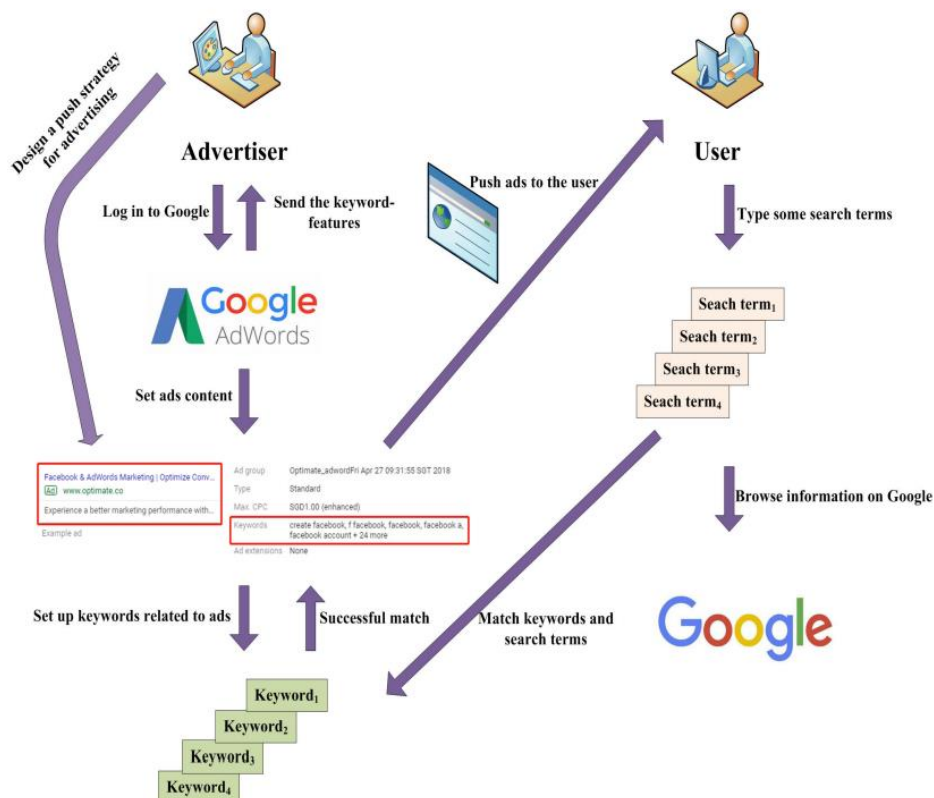 Design a push strategy
for advertising
Advertiser
User
Log in to Google
Send the keyword-
features
Push ads to the user
Type some search terms
Google
AdWords
Seach term1
Seach term2
Seach term3
Seach term4
Set ads content
Facebook & AdWords Marketing | Optimize Conv...
Ad www.optimate.co
Experience a better marketing performance with...
Example ad
Ad group Optimate_adwordFri Apr 27 09:31:55 SGT 2018
Type Standard
Max. CPC SGD1.00 (enhanced)
Keywords create facebook, f facebook, facebook, facebook a,
facebook account + 24 more
Ad extensions None
Browse information on Google
Set up keywords related to ads
Successful match
Match keywords and
search terms
Google
Keyword1
Keyword2
Keyword3
Keyword4